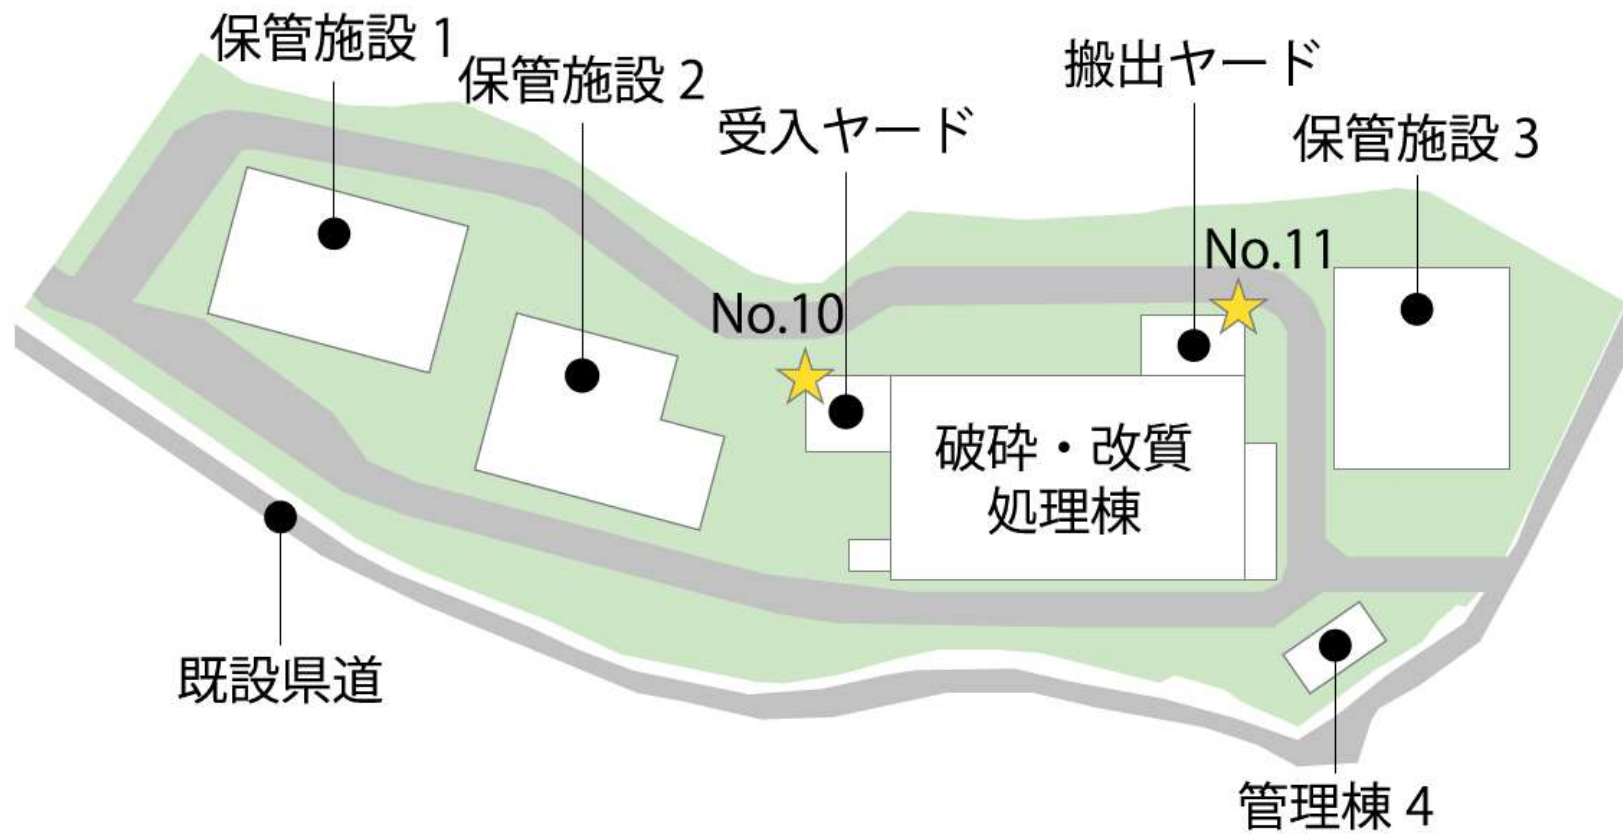 保管施設 1
保管施設 2
受入ヤード
搬出ヤード
保管施設 3
No.10
No.11
破砕・改質
処理棟
既設県道
管理棟 4